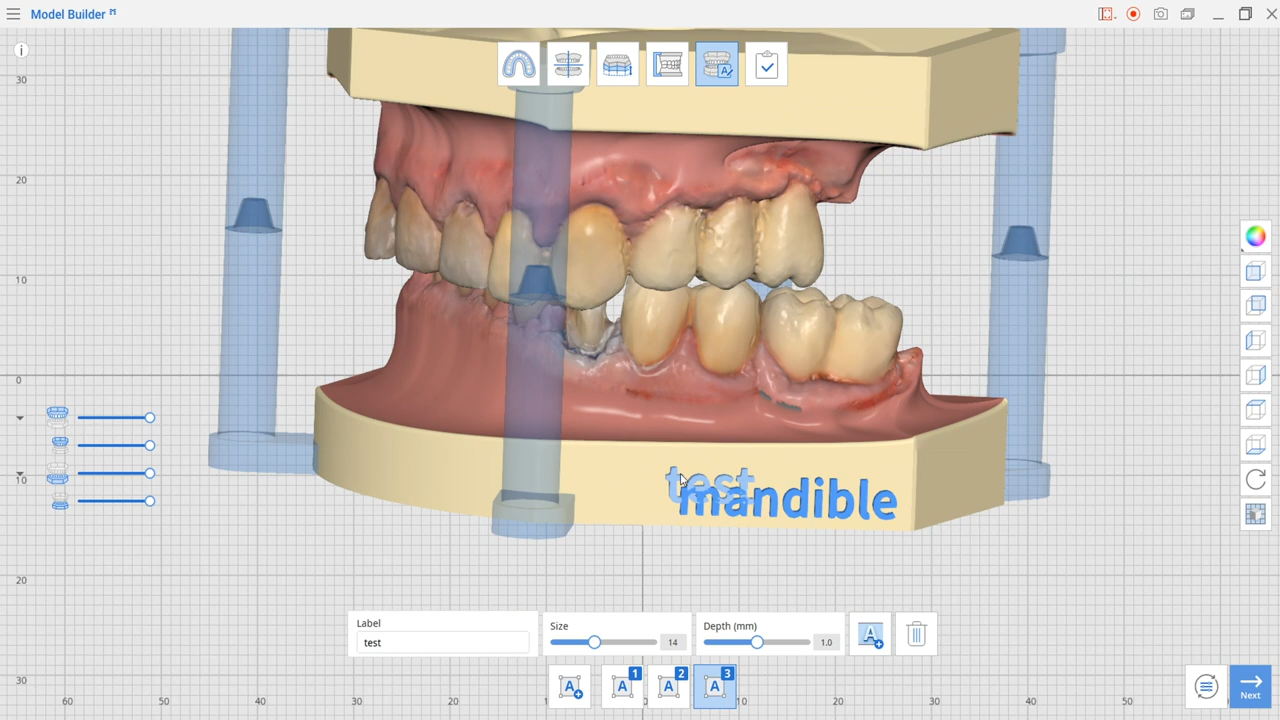 Model Builder
i
30
20
10
0
10
20
30
test
mandible
Label
test
Size
14
Depth (mm)
1.0
A
A
A 1
A 2
A 3
Next
60
50
40
30
20
10
20
30
40
50